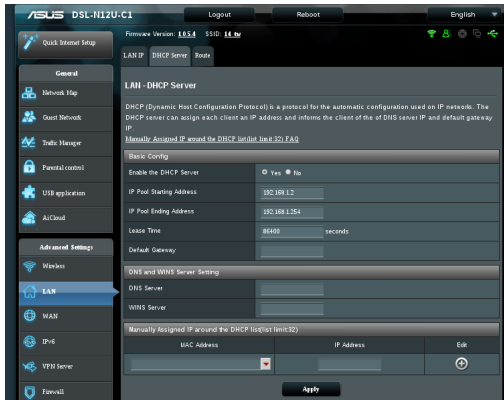 ASUS DSL-N12U-C1
Logout
Reboot
English
Quick Internet Setup
Firmware Version: 1.0.5.4 SSID: 14_tw
LAN IP
DHCP Server
Route
General
Network Map
Guest Network
Traffic Manager
Parental control
USB application
AiCloud
Advanced Settings
Wireless
LAN
WAN
IPv6
VPN Server
Firewall
LAN - DHCP Server
DHCP (Dynamic Host Configuration Protocol) is a protocol for the automatic configuration used on IP networks. The
DHCP server can assign each client an IP address and informs the client of the of DNS server IP and default gateway
IP.
Manually Assigned IP around the DHCP list(list limit:32) FAQ
Basic Config
Enable the DHCP Server
Yes
No
IP Pool Starting Address
192.168.1.2
IP Pool Ending Address
192.168.1.254
Lease Time
86400
seconds
Default Gateway
DNS and WINS Server Setting
DNS Server
WINS Server
Manually Assigned IP around the DHCP list(list limit:32)
MAC Address
IP Address
Edit
Apply